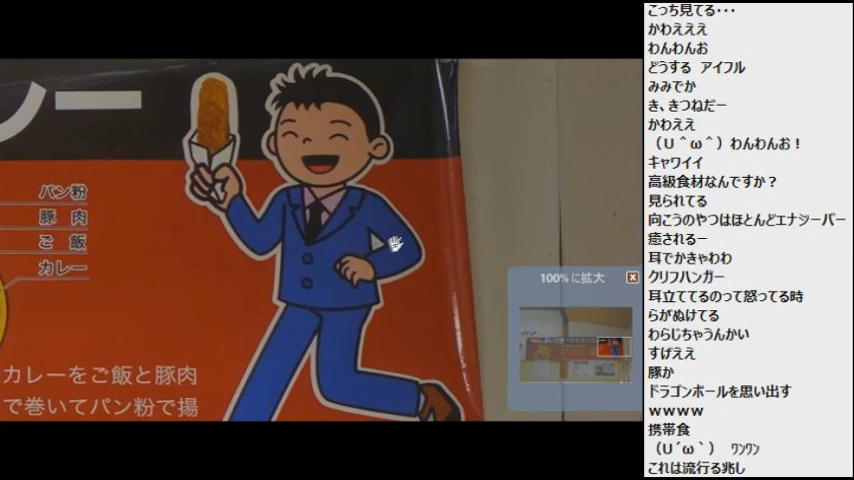 ー
パン粉
豚 肉
ご 飯
カレー
カレーをご飯と豚肉
で巻いてパン粉で揚
100%に拡大
こっち見てる・・・
かわえええ
わんわんお
どうする アイフル
みみでか
き、きつねだー
かわええ
（Ｕ＾ω＾）わんわんお！
キャワイイ
高級食材なんですか？
見られてる
向こうのやつはほとんどエナジーバー
癒されるー
耳でかきゃわわ
クリフハンガー
耳立ててるのって怒ってる時
らがぬけてる
わらじちゃうんかい
すげええ
豚か
ドラゴンボールを思い出す
ｗｗｗｗ
携帯食
（Ｕ´ω｀） ﾜﾝﾜﾝ
これは流行る兆し